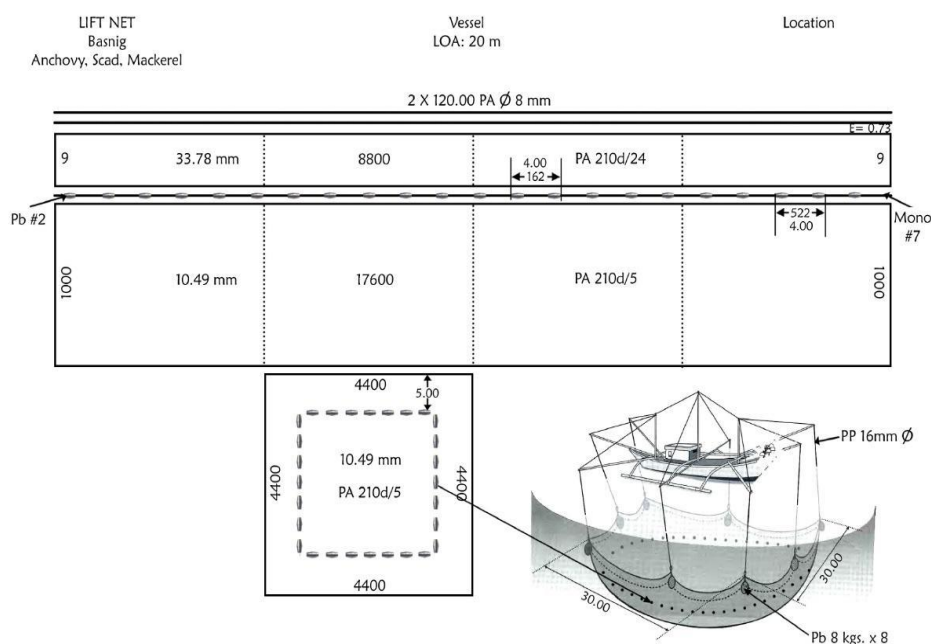 LIFT NET
Basnig
Anchovy, Scad, Mackerel
Vessel
LOA: 20 m
Location
2 X 120.00 PA Ø 8 mm
E= 0.73
9
33.78 mm
8800
PA 210d/24
9
4.00
162
Pb #2
522
4.00
Mono
#7
1000
10.49 mm
17600
PA 210d/5
1000
4400
5.00
4400
10.49 mm
PA 210d/5
4400
4400
PP 16mm Ø
30.00
30.00
Pb 8 kgs. x 8